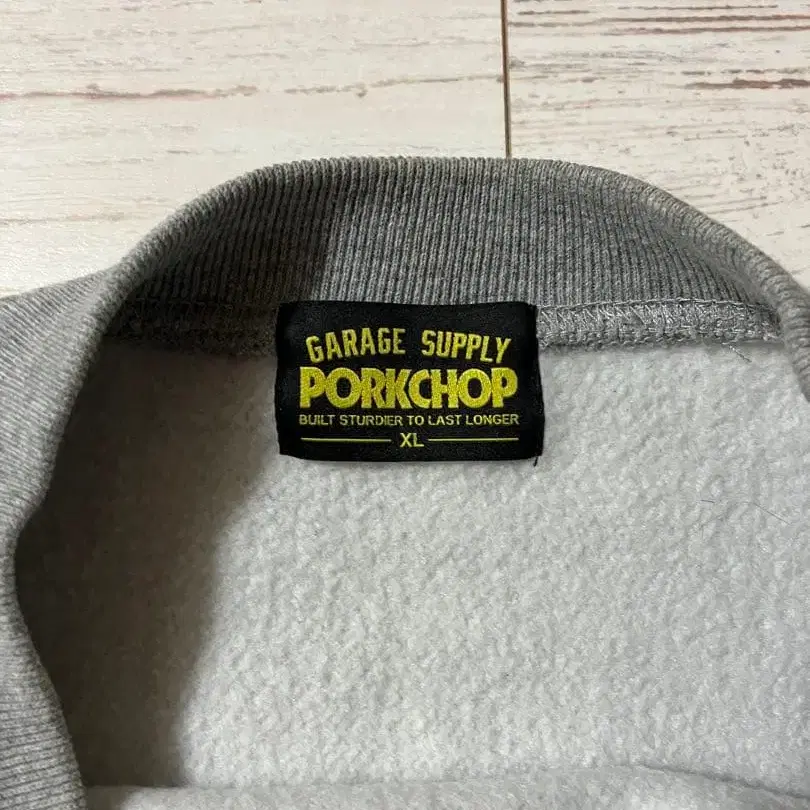 GARAGE SUPPLY
PORKCHOP
BUILT STURDIER TO LAST LONGER
XL